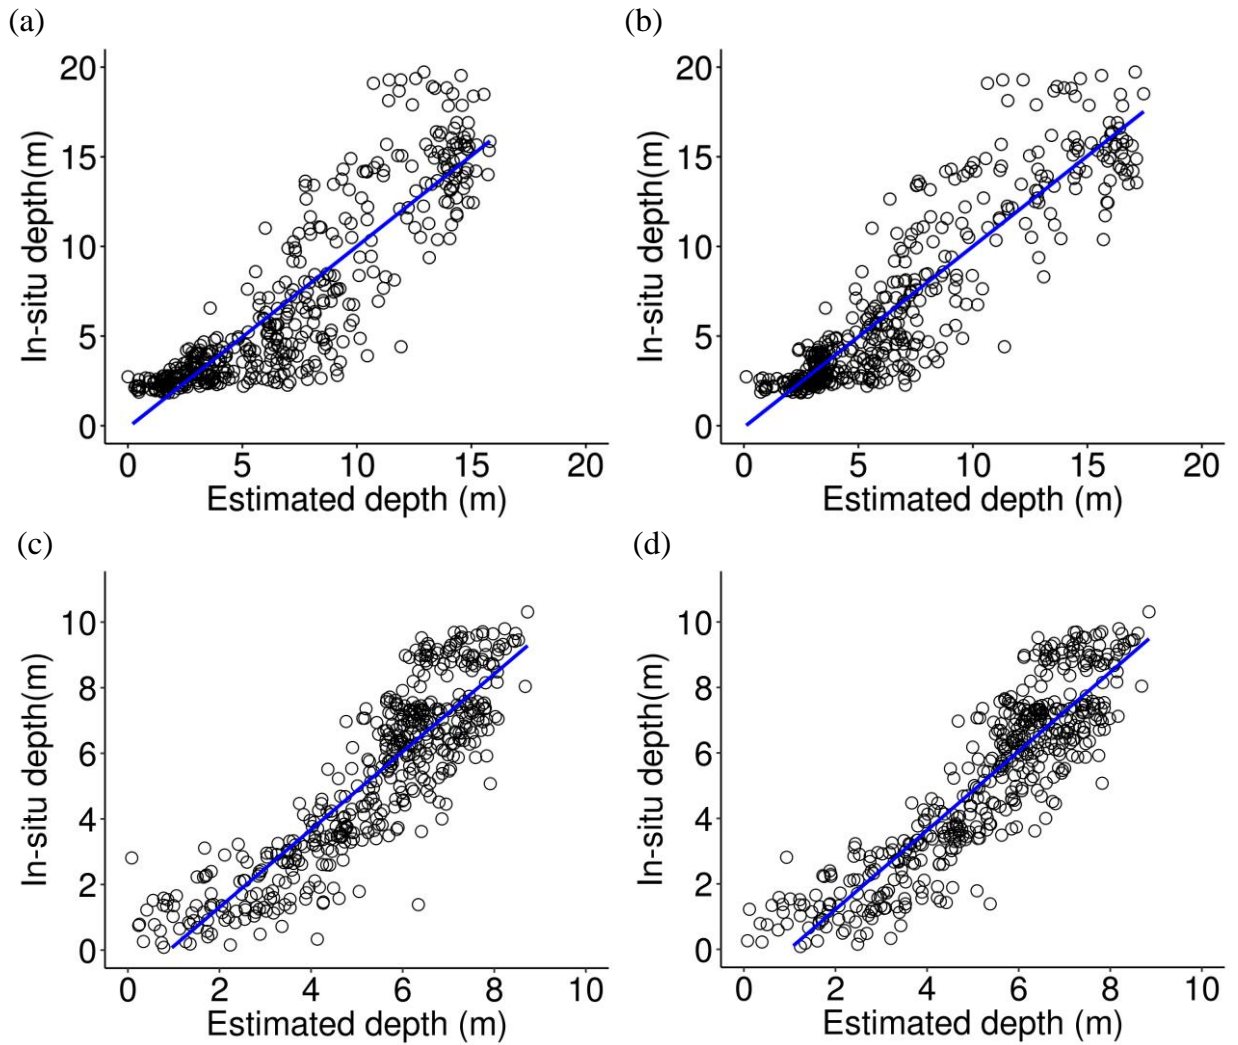 (a)
(b)
In-situ depth(m)
20
15
10
5
0
0 5 10 15 20
Estimated depth (m)
In-situ depth(m)
20
15
10
5
0
0 5 10 15 20
Estimated depth (m)
(c)
(d)
In-situ depth(m)
10
8
6
4
2
0
0 2 4 6 8 10
Estimated depth (m)
In-situ depth(m)
10
8
6
4
2
0
0 2 4 6 8 10
Estimated depth (m)